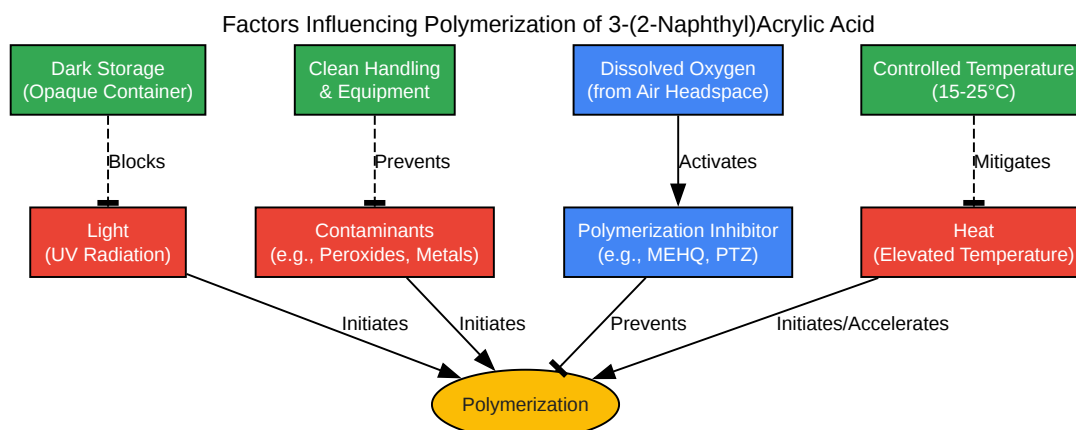 Factors Influencing Polymerization of 3-(2-Naphthyl)Acrylic Acid
Dark Storage
(Opaque Container)
Clean Handling
& Equipment
Dissolved Oxygen
(from Air Headspace)
Controlled Temperature
(15-25°C)
Blocks
Prevents
Activates
Mitigates
Light
(UV Radiation)
Contaminants
(e.g., Peroxides, Metals)
Polymerization Inhibitor
(e.g., MEHQ, PTZ)
Heat
(Elevated Temperature)
Initiates
Initiates
Prevents
Initiates/Accelerates
Polymerization